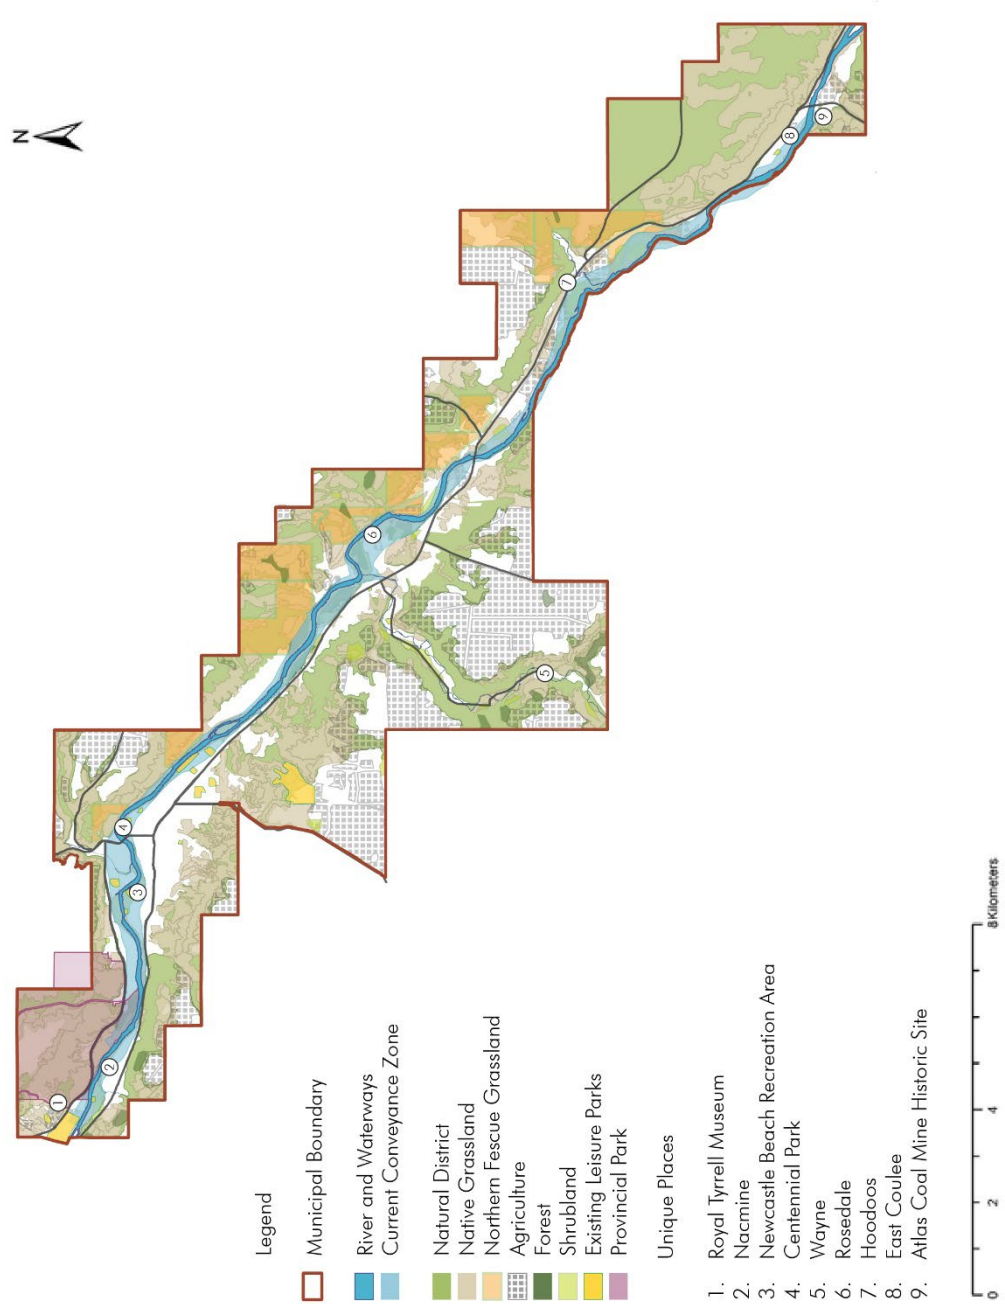 N
Legend
Municipal Boundary
River and Waterways
Current Conveyance Zone
Natural District
Native Grassland
Northern Fescue Grassland
Agriculture
Forest
Shrubland
Existing Leisure Parks
Provincial Park
Unique Places
1. Royal Tyrrell Museum
2. Nacmine
3. Newcastle Beach Recreation Area
4. Centennial Park
5. Wayne
6. Rosedale
7. Hoodoos
8. East Coulee
9. Atlas Coal Mine Historic Site
0 2 4 8 Kilometers
1
2
3
4
5
6
7
8
9